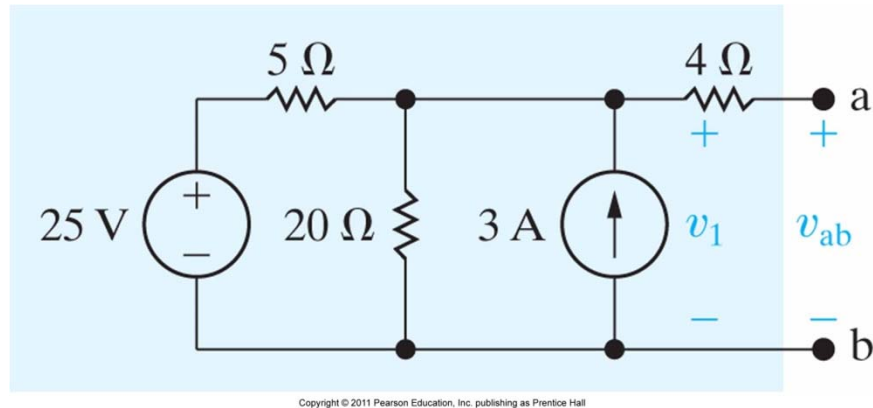 5 Ω
4 Ω
a
+
+
25 V
+
−
20 Ω
3 A
v₁
vab
−
−
b
Copyright © 2011 Pearson Education, Inc. publishing as Prentice Hall